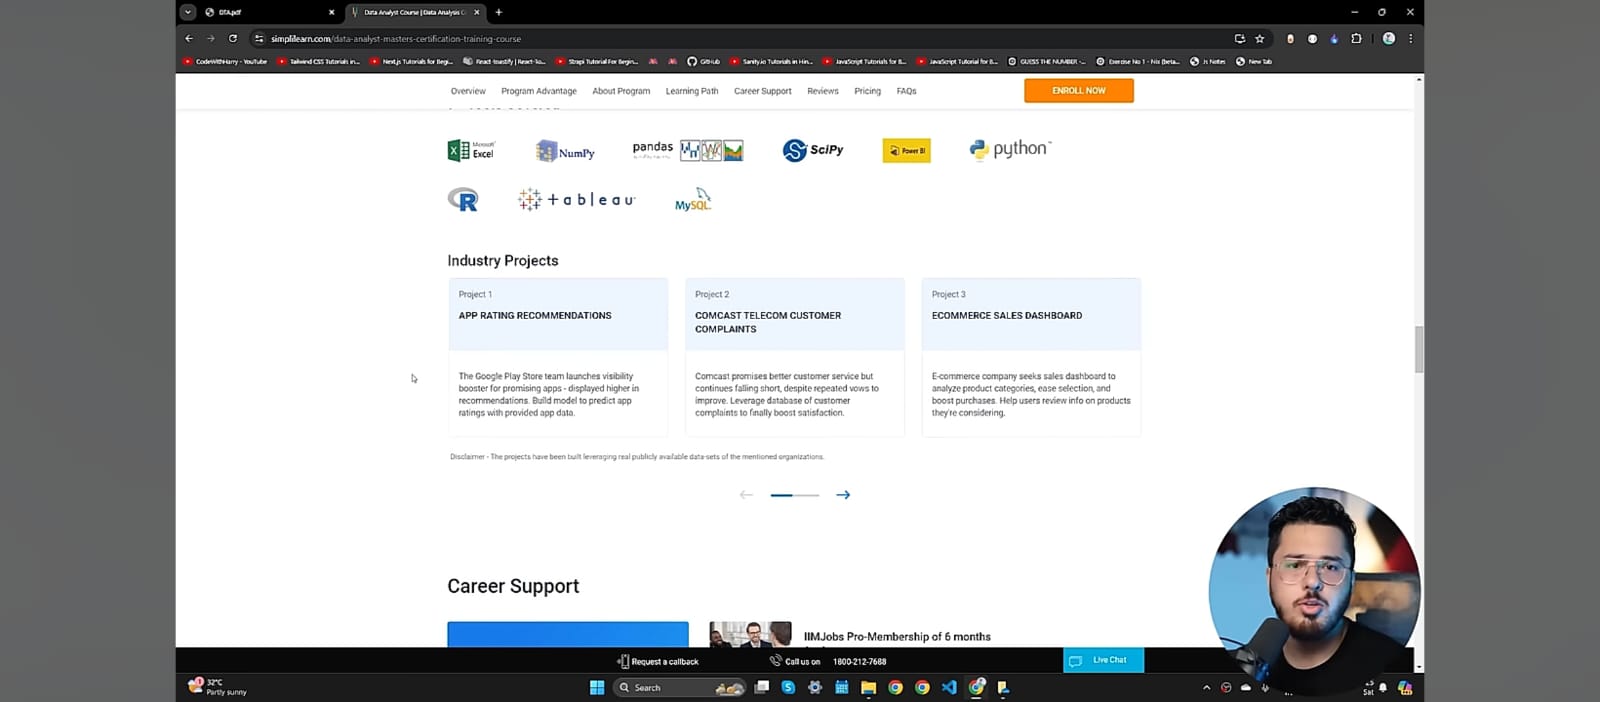 DTA.pdf
Data Analyst Course | Data Analysis C
simplilearn.com/data-analyst-masters-certification-training-course
CodeWithHarry - YouTube
Tailwind CSS Tutorials in...
Next.js Tutorials for Begi...
React-toastify | React-To...
Strapi Tutorial For Begin...
GitHub
Sanity.io Tutorials in Hin...
JavaScript Tutorials for B...
JavaScript Tutorial for B...
GUESS THE NUMBER -...
Exercise No 1 - Nix (beta...
Js Notes
New Tab
Overview
Program Advantage
About Program
Learning Path
Career Support
Reviews
Pricing
FAQs
ENROLL NOW
Microsoft
Excel
NumPy
pandas
SciPy
Power BI
python
R
+ableau
MySQL
Industry Projects
Project 1
APP RATING RECOMMENDATIONS
The Google Play Store team launches visibility
booster for promising apps - displayed higher in
recommendations. Build model to predict app
ratings with provided app data.
Project 2
COMCAST TELECOM CUSTOMER
COMPLAINTS
Comcast promises better customer service but
continues falling short, despite repeated vows to
improve. Leverage database of customer
complaints to finally boost satisfaction.
Project 3
ECOMMERCE SALES DASHBOARD
E-commerce company seeks sales dashboard to
analyze product categories, ease selection, and
boost purchases. Help users review info on products
they're considering.
Disclaimer - The projects have been built leveraging real publicly available data-sets of the mentioned organizations.
Career Support
IIMJobs Pro-Membership of 6 months
Request a callback
Call us on 1800-212-7688
Live Chat
32°C
Partly sunny
Search
Sat